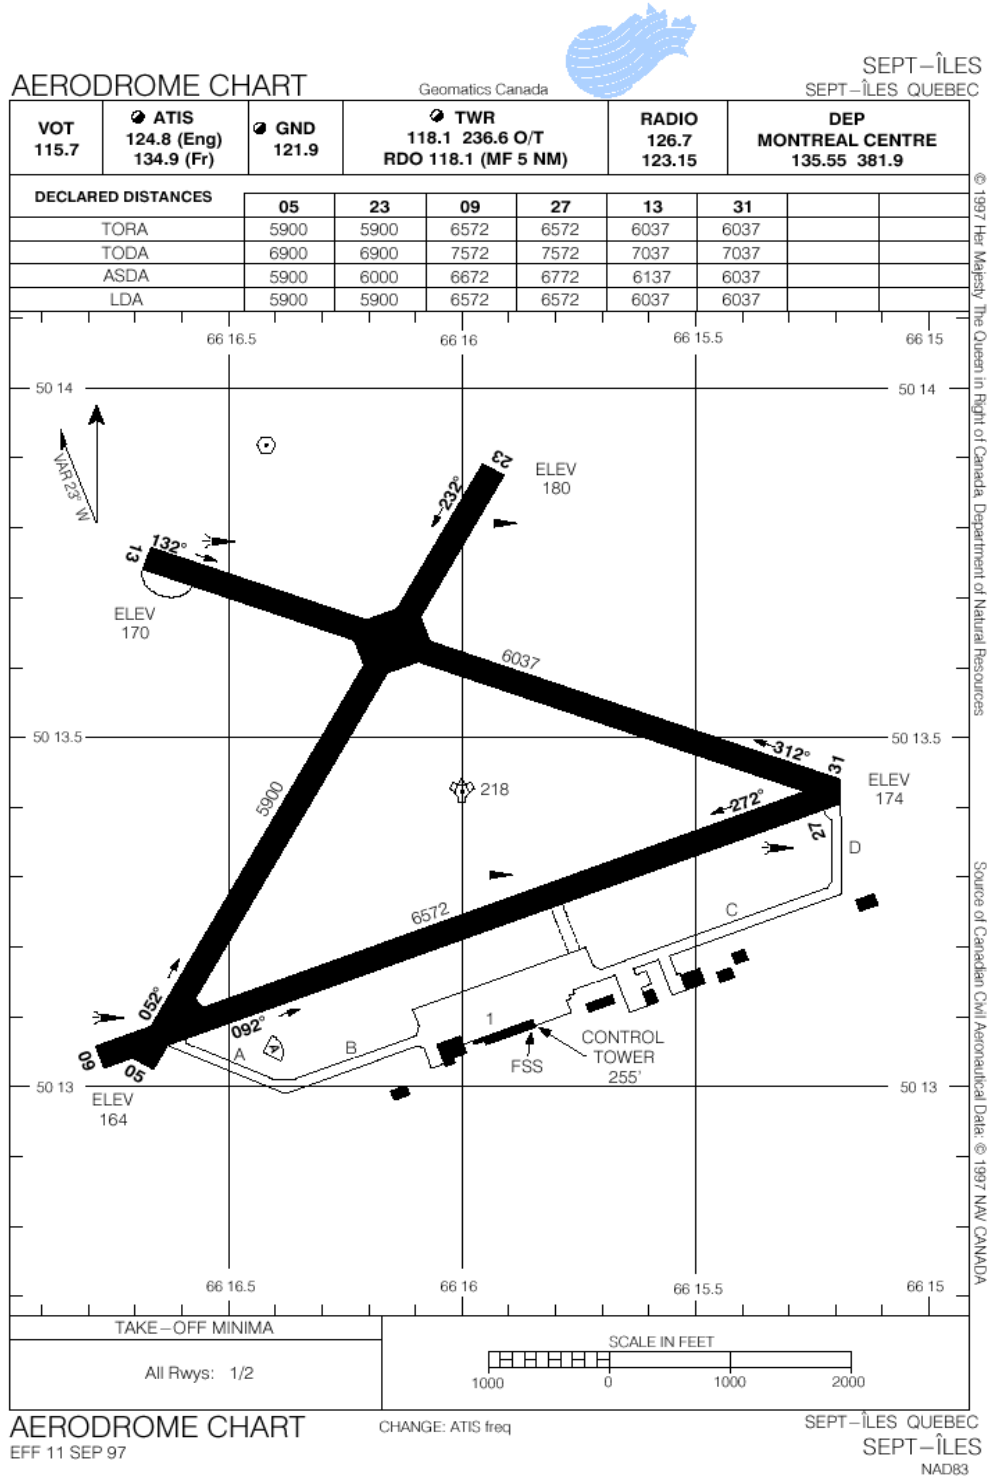 SEPT–ÎLES
AERODROME CHART
Geomatics Canada
SEPT–ÎLES QUEBEC
VOT
115.7
ATIS
124.8 (Eng)
134.9 (Fr)
GND
121.9
TWR
118.1 236.6 O/T
RDO 118.1 (MF 5 NM)
RADIO
126.7
123.15
DEP
MONTREAL CENTRE
135.55 381.9
DECLARED DISTANCES
05 23 09 27 13 31
TORA 5900 5900 6572 6572 6037 6037
TODA 6900 6900 7572 7572 7037 7037
ASDA 5900 6000 6672 6772 6137 6037
LDA 5900 5900 6572 6572 6037 6037
66 16.5 66 16 66 15.5 66 15
50 14 50 14
VAR 23° W
23
ELEV
180
232°
13
132°
ELEV
170
6037
50 13.5 50 13.5
312°
31
ELEV
174
218
5900
272°
27
D
6572
C
052°
092°
A
A
B
1
09
05
ELEV
164
FSS
CONTROL
TOWER
255'
50 13 50 13
66 16.5 66 16 66 15.5 66 15
© 1997 Her Majesty The Queen in Right of Canada, Department of Natural Resources
Source of Canadian Civil Aeronautical Data: © 1997 NAV CANADA
TAKE–OFF MINIMA
All Rwys: 1/2
SCALE IN FEET
1000 0 1000 2000
AERODROME CHART
CHANGE: ATIS freq
SEPT–ÎLES QUEBEC
EFF 11 SEP 97
SEPT–ÎLES
NAD83